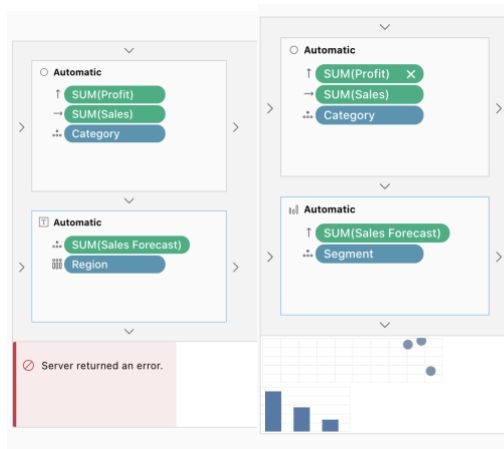 Automatic
SUM(Profit)
SUM(Sales)
Category
Automatic
SUM(Sales Forecast)
Region
Server returned an error.
Automatic
SUM(Profit)
SUM(Sales)
Category
Automatic
SUM(Sales Forecast)
Segment